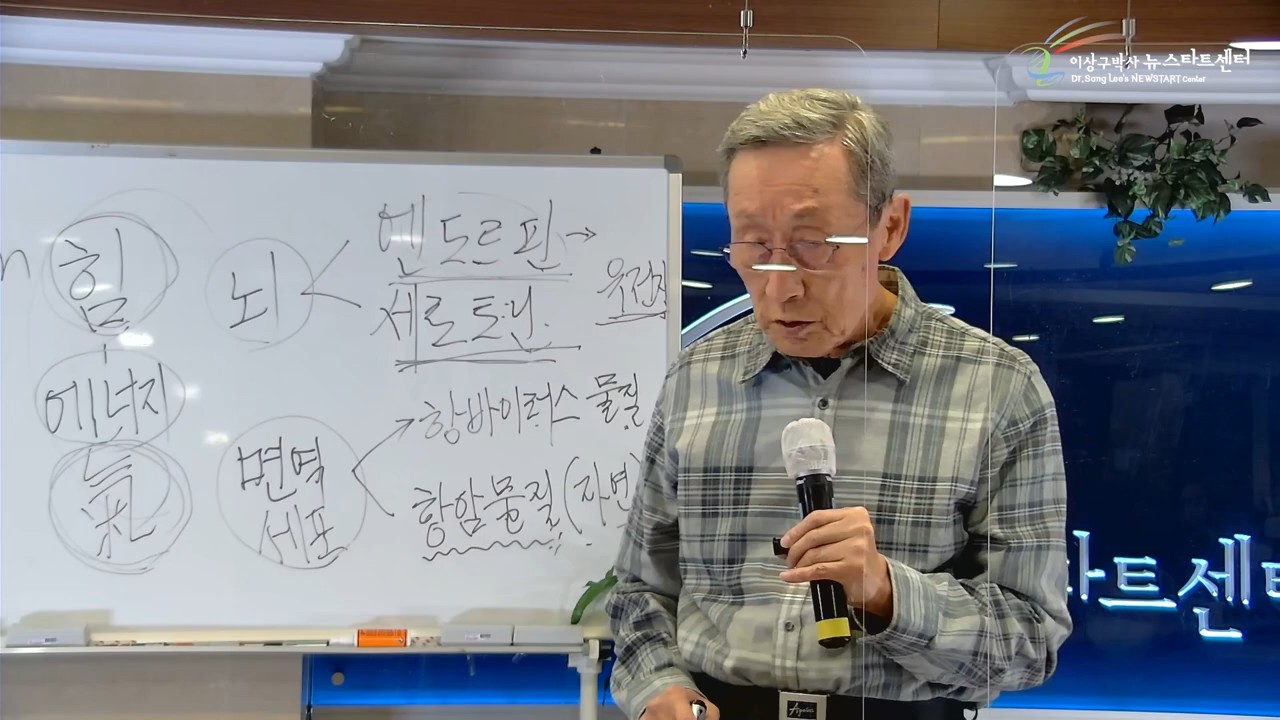 이상구박사 뉴스타트센터
Dr. Sang Lee's NEWSTART Center
힘
에너지
氣
뇌
엔도르핀→
세로토닌
유전자
면역
세포
항바이러스 물질
항암물질(자연
타트센터